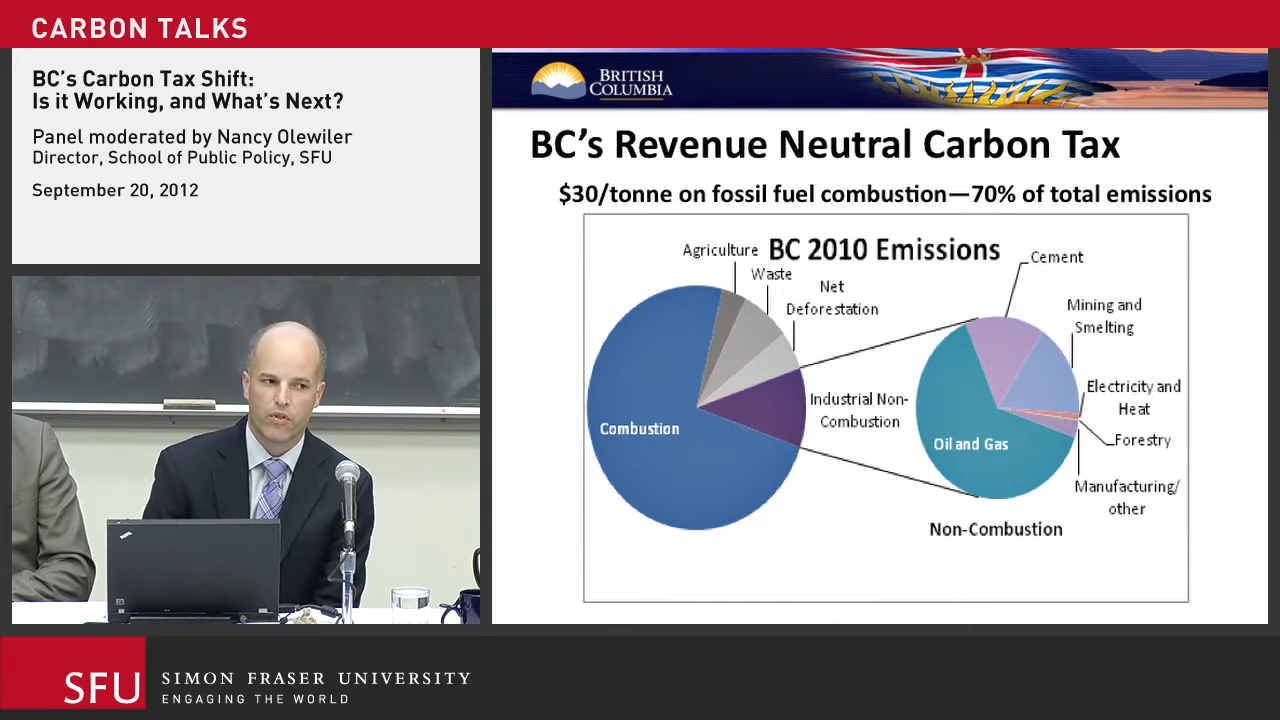 CARBON TALKS
BC's Carbon Tax Shift:
Is it Working, and What's Next?
Panel moderated by Nancy Olewiler
Director, School of Public Policy, SFU
September 20, 2012
BRITISH
COLUMBIA
BC's Revenue Neutral Carbon Tax
$30/tonne on fossil fuel combustion—70% of total emissions
BC 2010 Emissions
Agriculture
Waste
Net
Deforestation
Cement
Mining and
Smelting
Electricity and
Heat
Forestry
Manufacturing/
other
Industrial Non-
Combustion
Combustion
Oil and Gas
Non-Combustion
SFU
SIMON FRASER UNIVERSITY
ENGAGING THE WORLD